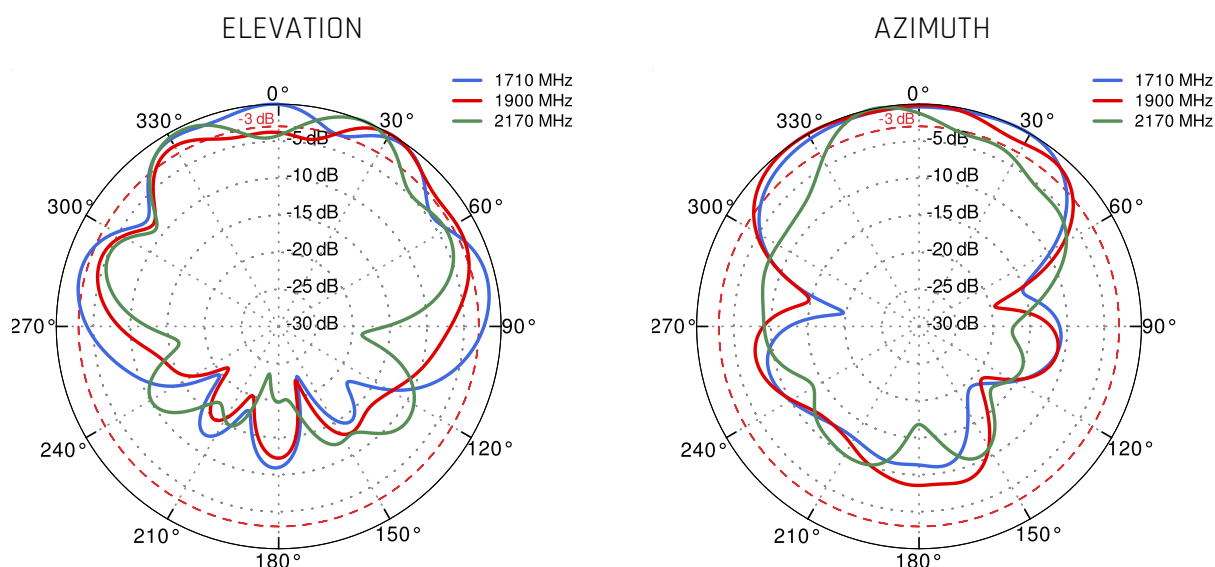 ELEVATION
1710 MHz
1900 MHz
2170 MHz
0°
330°
-3 dB
30°
-5 dB
-10 dB
300°
60°
-15 dB
-20 dB
-25 dB
270°
-30 dB
90°
240°
120°
210°
150°
180°
AZIMUTH
1710 MHz
1900 MHz
2170 MHz
0°
330°
-3 dB
30°
-5 dB
-10 dB
300°
60°
-15 dB
-20 dB
-25 dB
270°
-30 dB
90°
240°
120°
210°
150°
180°